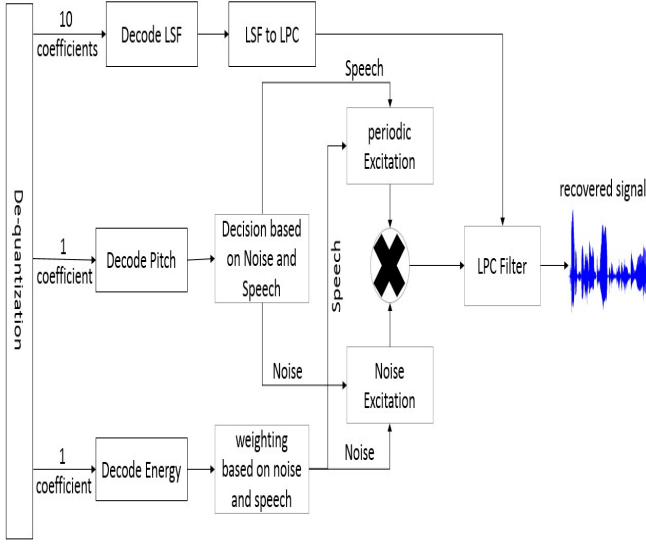 10
coefficients
Decode LSF
LSF to LPC
Speech
periodic
Excitation
recovered signal
De-quantization
1
coefficient
Decode Pitch
Decision based
on Noise and
Speech
Speech
LPC Filter
Noise
Noise
Excitation
1
coefficient
Decode Energy
weighting
based on noise
and speech
Noise